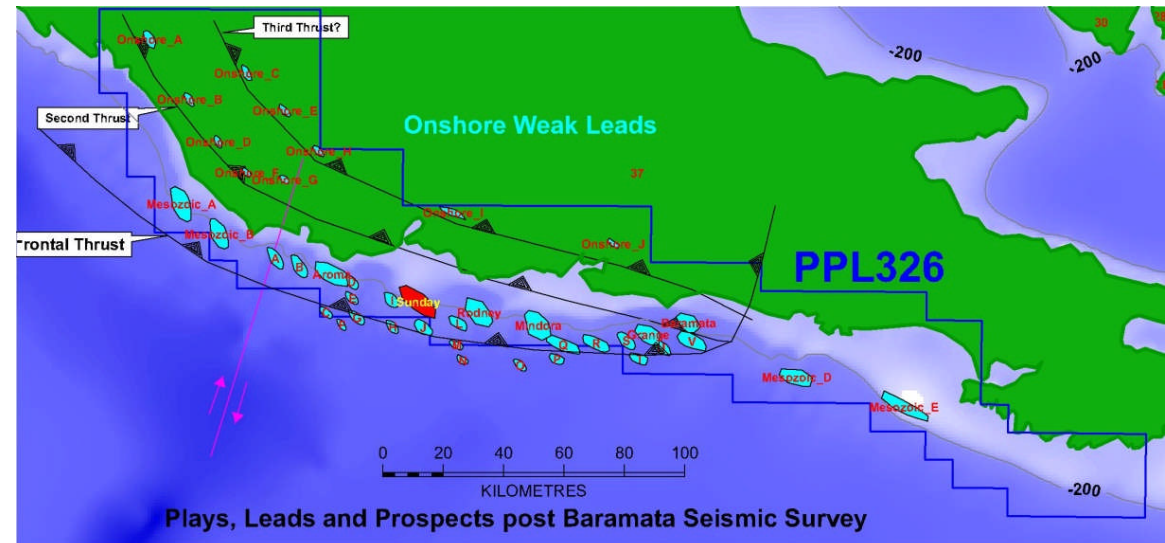 Third Thrust?
30
Onshore_A
-200
-200
Onshore_C
Onshore_B
Onshore_E
Second Thrust
Onshore Weak Leads
Onshore_D
Onshore_H
Onshore_F
Onshore_G
37
Mesozoic_A
Onshore_I
Mesozoic_B
Frontal Thrust
Onshore_J
A
B
PPL326
Aroma
D
E
I
Sunday
Rodney
G
H
J
L
Mindora
Baramata
Grange
S
V
M
Q
R
N
O
P
T
Mesozoic_D
Mesozoic_E
0 20 40 60 80 100
KILOMETRES
-200
Plays, Leads and Prospects post Baramata Seismic Survey